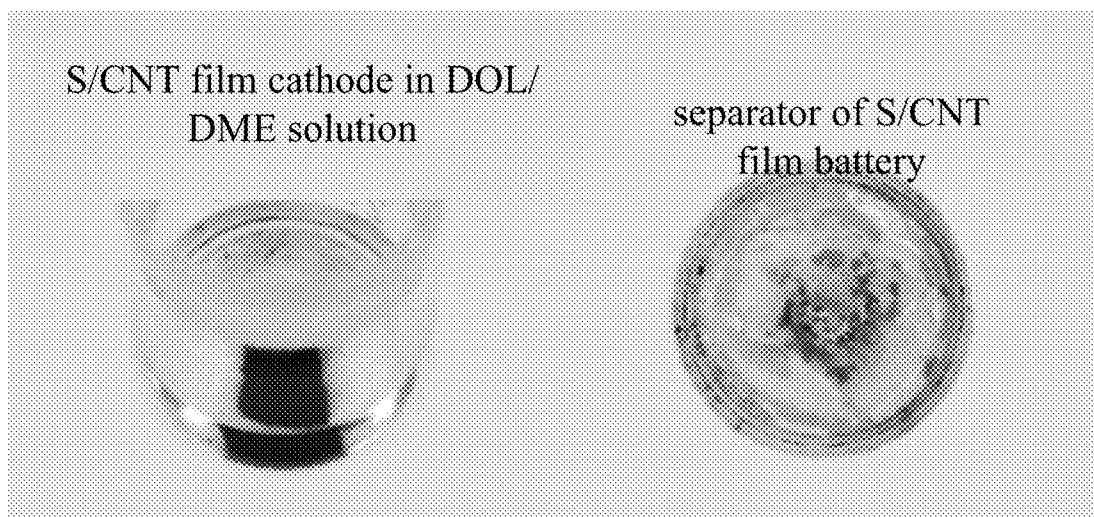 S/CNT film cathode in DOL/
DME solution
separator of S/CNT
film battery